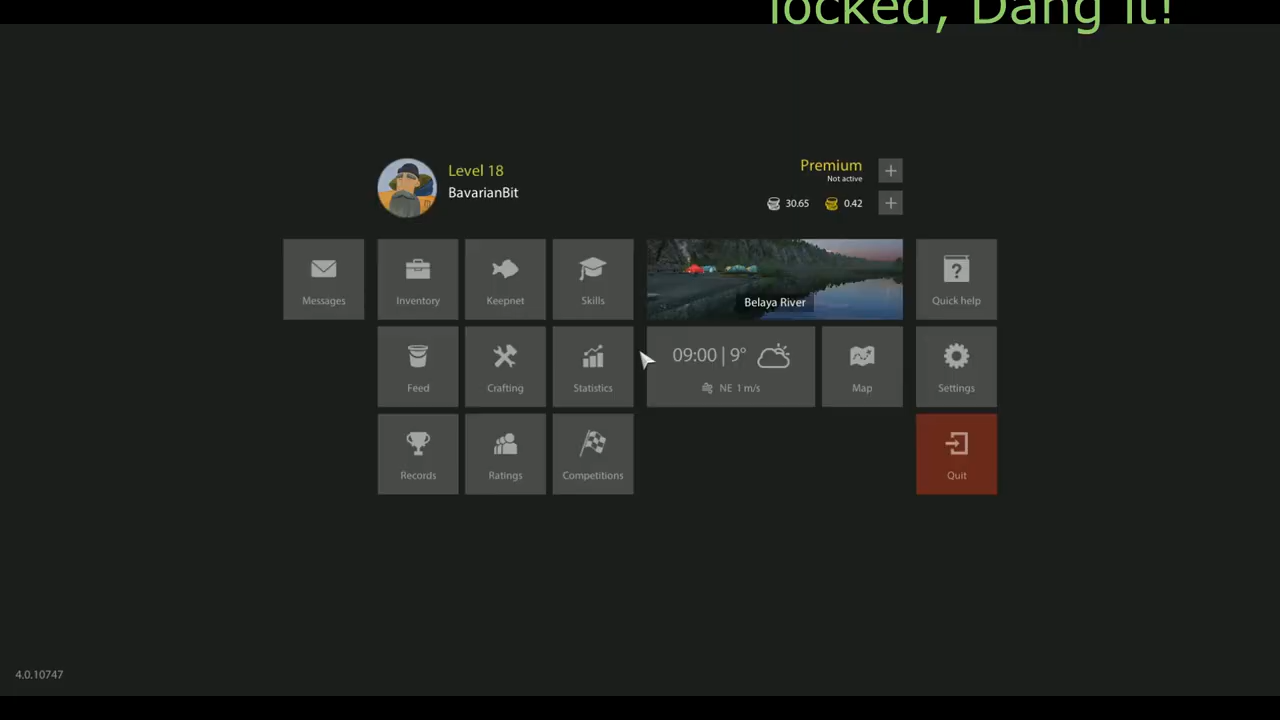 locked, Dang it!
Level 18
BavarianBit
Premium
Not active
30.65 0.42
Messages
Inventory
Keepnet
Skills
Belaya River
Quick help
Feed
Crafting
Statistics
09:00 | 9°
NE 1 m/s
Map
Settings
Records
Ratings
Competitions
Quit
4.0.10747